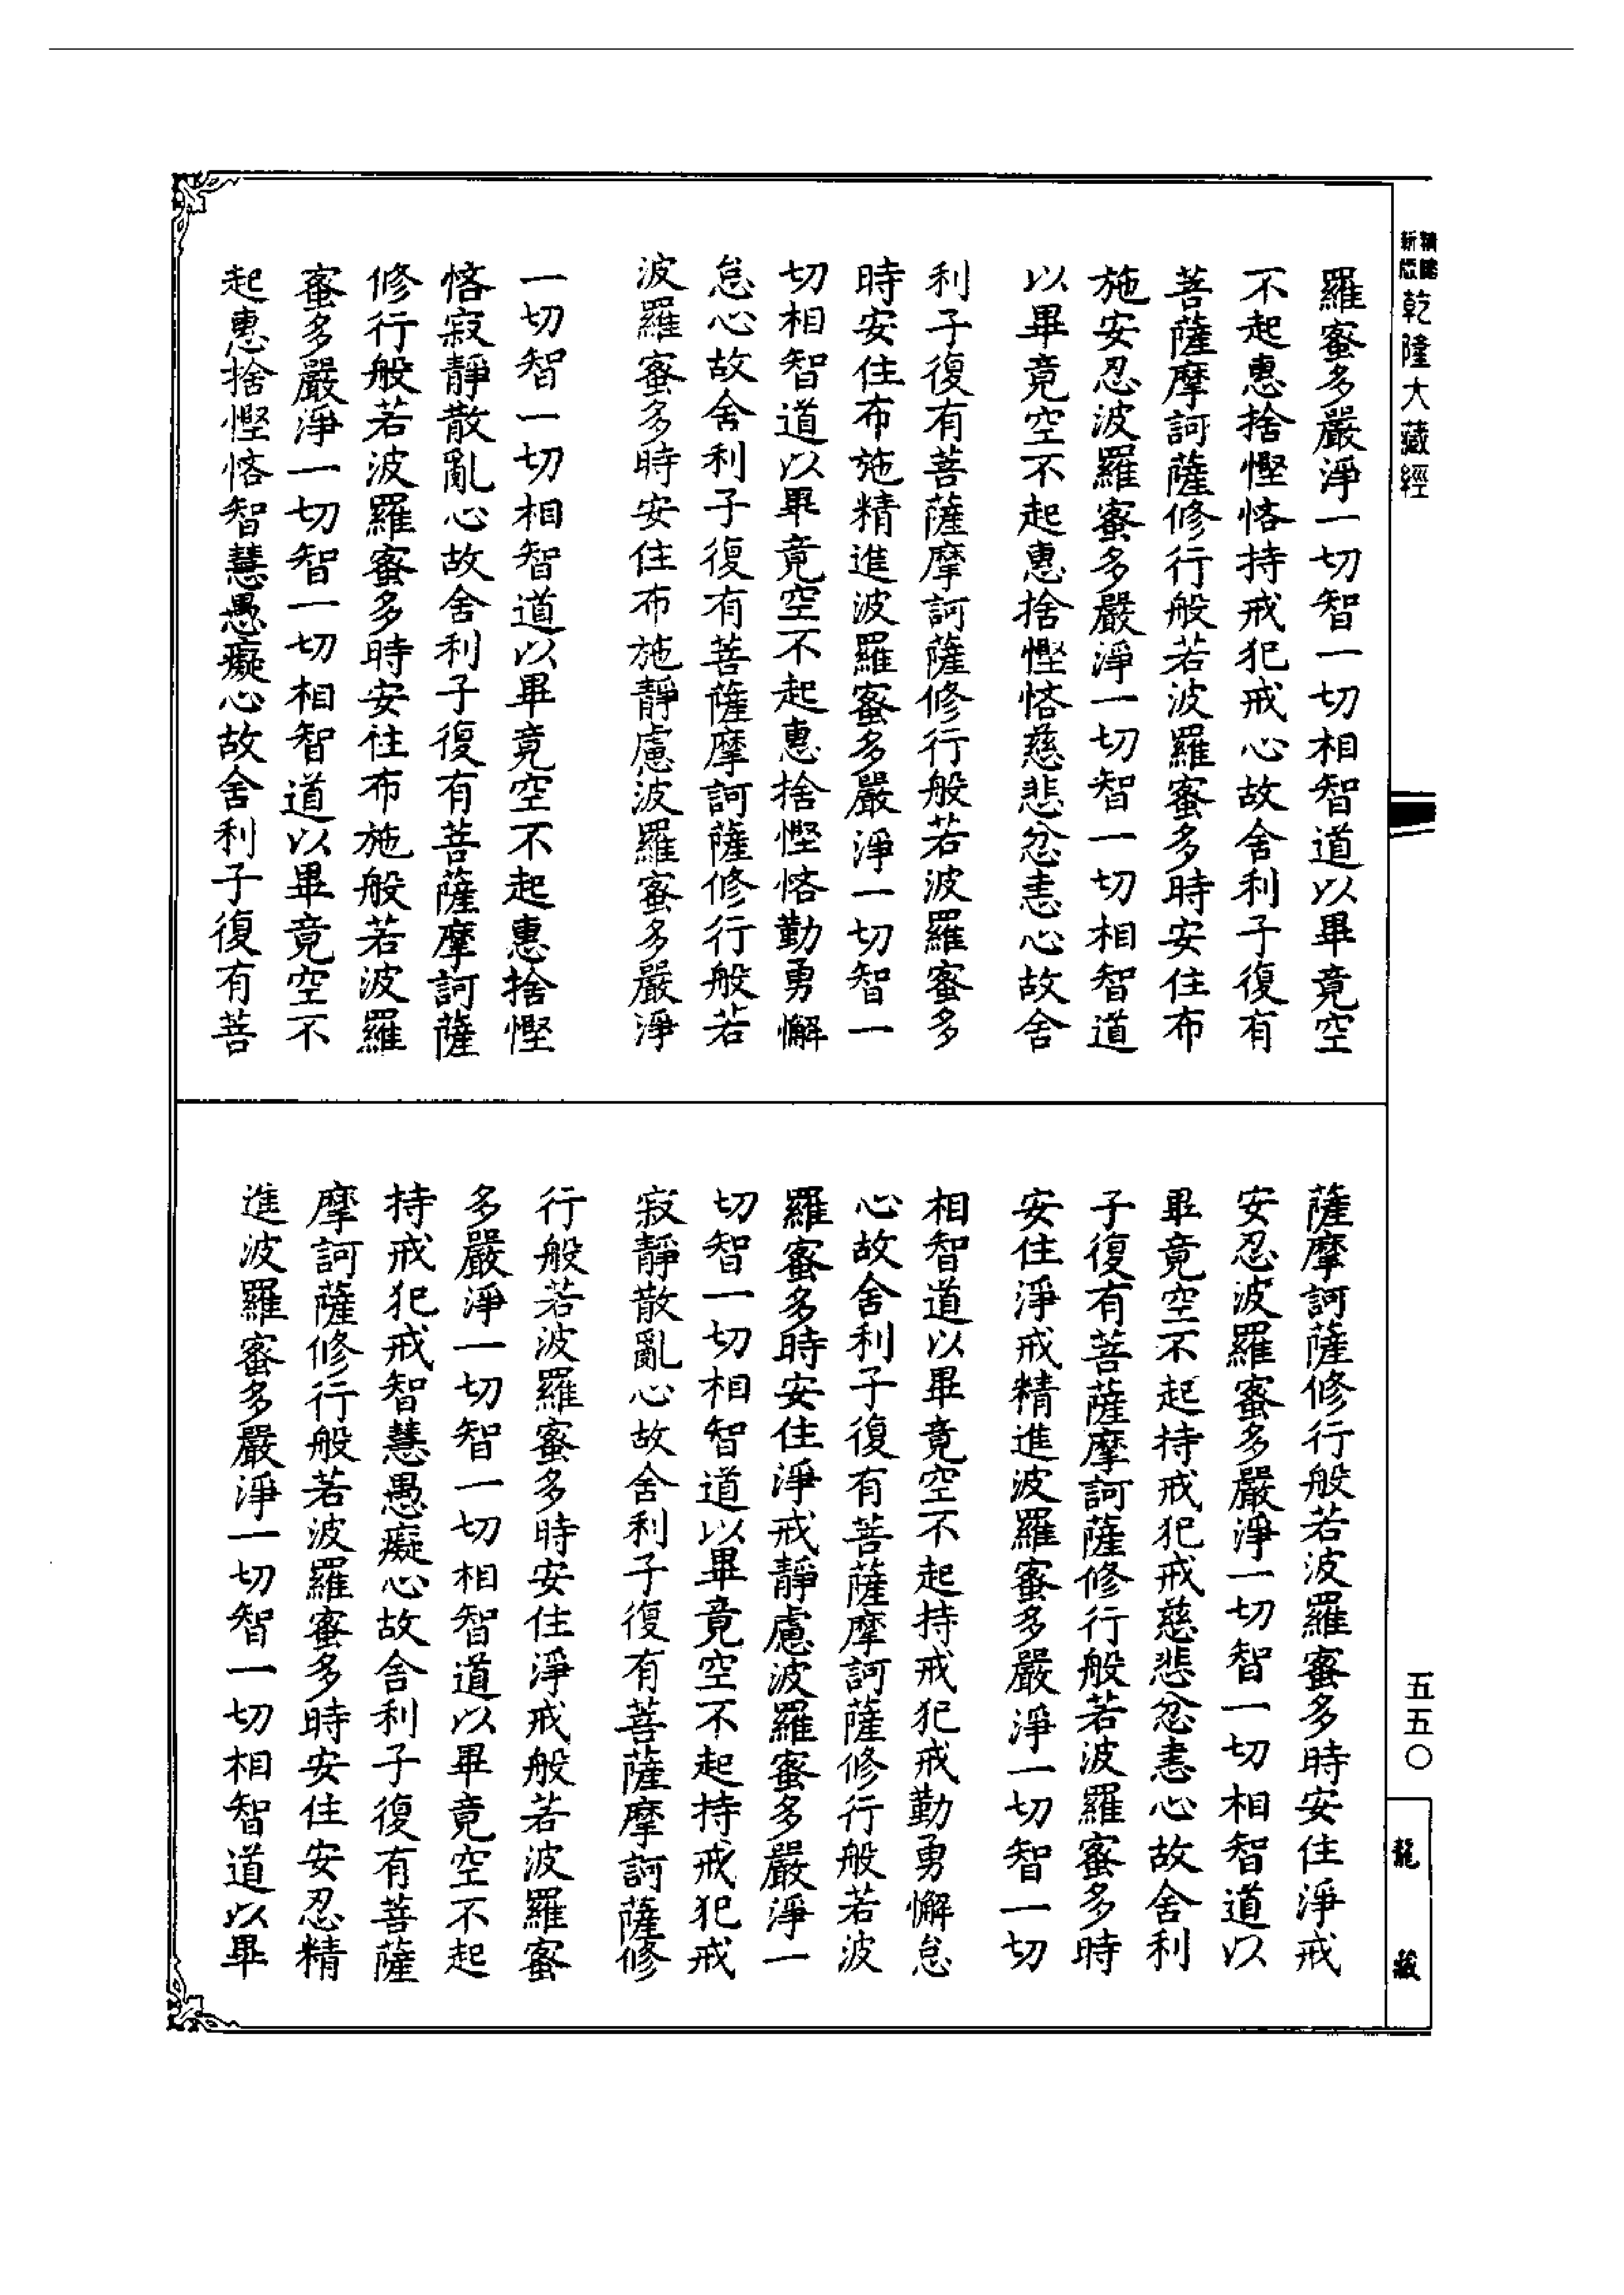 新版
精縮
乾隆大藏經
羅蜜多嚴淨一切智一切相智道以畢竟空
不起惠捨慳悋持戒犯戒心故舍利子復有
菩薩摩訶薩修行般若波羅蜜多時安住布
施安忍波羅蜜多嚴淨一切智一切相智道
以畢竟空不起惠捨慳悋慈悲忿恚心故舍
利子復有菩薩摩訶薩修行般若波羅蜜多
時安住布施精進波羅蜜多嚴淨一切智一
切相智道以畢竟空不起惠捨慳悋勤勇懈
怠心故舍利子復有菩薩摩訶薩修行般若
波羅蜜多時安住布施靜慮波羅蜜多嚴淨
一切智一切相智道以畢竟空不起惠捨慳
悋寂靜散亂心故舍利子復有菩薩摩訶薩
修行般若波羅蜜多時安住布施般若波羅
蜜多嚴淨一切智一切相智道以畢竟空不
起惠捨慳悋智慧愚癡心故舍利子復有菩
薩摩訶薩修行般若波羅蜜多時安住淨戒
安忍波羅蜜多嚴淨一切智一切相智道以
畢竟空不起持戒犯戒慈悲忿恚心故舍利
子復有菩薩摩訶薩修行般若波羅蜜多時
安住淨戒精進波羅蜜多嚴淨一切智一切
相智道以畢竟空不起持戒犯戒勤勇懈怠
心故舍利子復有菩薩摩訶薩修行般若波
羅蜜多時安住淨戒靜慮波羅蜜多嚴淨一
切智一切相智道以畢竟空不起持戒犯戒
寂靜散亂心故舍利子復有菩薩摩訶薩修
行般若波羅蜜多時安住淨戒般若波羅蜜
多嚴淨一切智一切相智道以畢竟空不起
持戒犯戒智慧愚癡心故舍利子復有菩薩
摩訶薩修行般若波羅蜜多時安住安忍精
進波羅蜜多嚴淨一切智一切相智道以畢
五五〇
龍藏